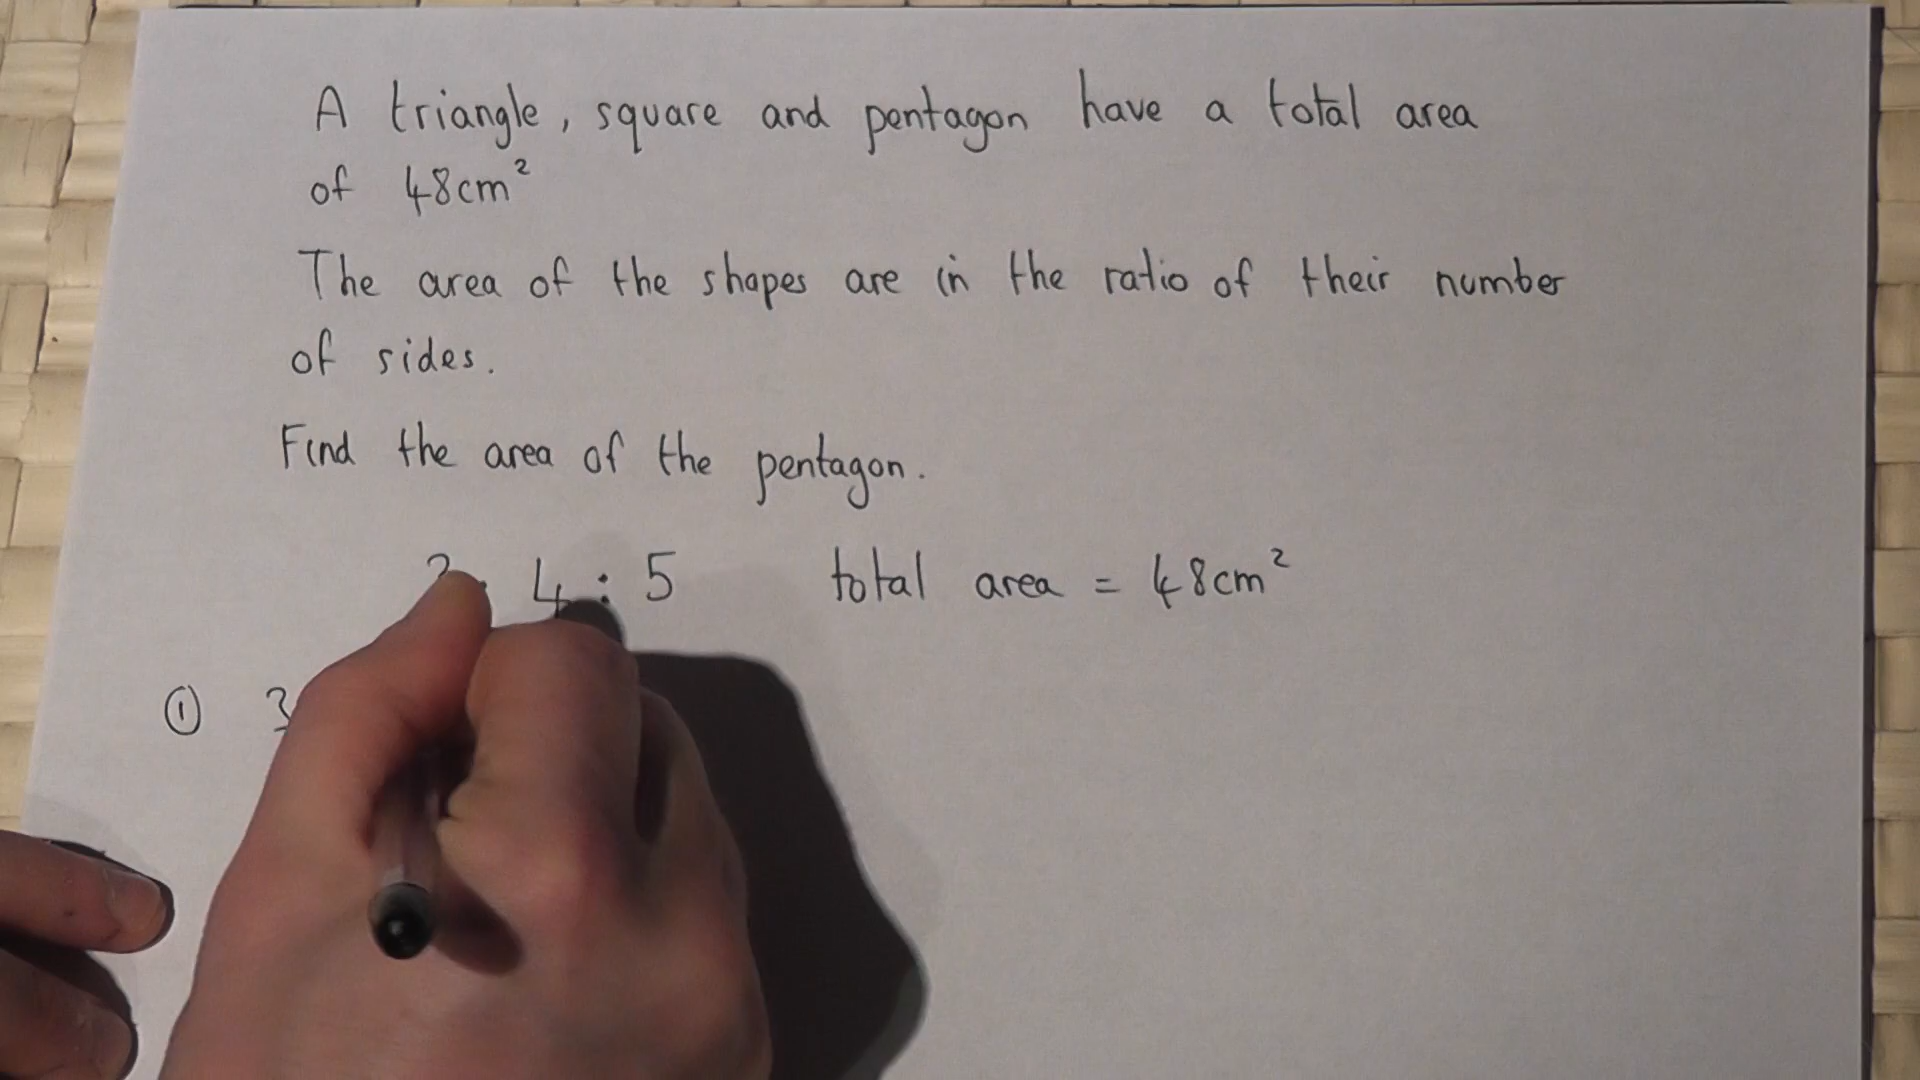 A triangle, square and pentagon have a total area
of 48cm²
The area of the shapes are in the ratio of their number
of sides.
Find the area of the pentagon.
3: 4 : 5 total area = 48cm²
① 3